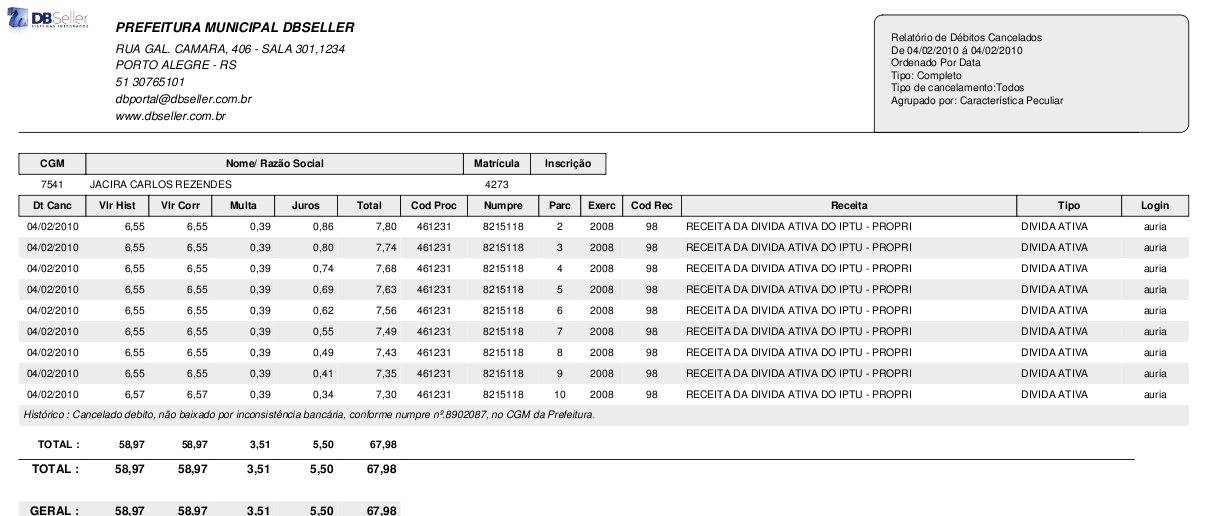 DBSeller
SISTEMAS INTEGRADOS
PREFEITURA MUNICIPAL DBSELLER
RUA GAL. CAMARA, 406 - SALA 301,1234
PORTO ALEGRE - RS
51 30765101
dbportal@dbseller.com.br
www.dbseller.com.br
Relatório de Débitos Cancelados
De 04/02/2010 á 04/02/2010
Ordenado Por Data
Tipo: Completo
Tipo de cancelamento:Todos
Agrupado por: Característica Peculiar
CGM Nome/ Razão Social Matrícula Inscrição
7541 JACIRA CARLOS REZENDES 4273
Dt Canc Vlr Hist Vlr Corr Multa Juros Total Cod Proc Numpre Parc Exerc Cod Rec Receita Tipo Login
04/02/2010 6,55 6,55 0,39 0,86 7,80 461231 8215118 2 2008 98 RECEITA DA DIVIDA ATIVA DO IPTU - PROPRI DIVIDA ATIVA auria
04/02/2010 6,55 6,55 0,39 0,80 7,74 461231 8215118 3 2008 98 RECEITA DA DIVIDA ATIVA DO IPTU - PROPRI DIVIDA ATIVA auria
04/02/2010 6,55 6,55 0,39 0,74 7,68 461231 8215118 4 2008 98 RECEITA DA DIVIDA ATIVA DO IPTU - PROPRI DIVIDA ATIVA auria
04/02/2010 6,55 6,55 0,39 0,69 7,63 461231 8215118 5 2008 98 RECEITA DA DIVIDA ATIVA DO IPTU - PROPRI DIVIDA ATIVA auria
04/02/2010 6,55 6,55 0,39 0,62 7,56 461231 8215118 6 2008 98 RECEITA DA DIVIDA ATIVA DO IPTU - PROPRI DIVIDA ATIVA auria
04/02/2010 6,55 6,55 0,39 0,55 7,49 461231 8215118 7 2008 98 RECEITA DA DIVIDA ATIVA DO IPTU - PROPRI DIVIDA ATIVA auria
04/02/2010 6,55 6,55 0,39 0,49 7,43 461231 8215118 8 2008 98 RECEITA DA DIVIDA ATIVA DO IPTU - PROPRI DIVIDA ATIVA auria
04/02/2010 6,55 6,55 0,39 0,41 7,35 461231 8215118 9 2008 98 RECEITA DA DIVIDA ATIVA DO IPTU - PROPRI DIVIDA ATIVA auria
04/02/2010 6,57 6,57 0,39 0,34 7,30 461231 8215118 10 2008 98 RECEITA DA DIVIDA ATIVA DO IPTU - PROPRI DIVIDA ATIVA auria
Histórico : Cancelado debito, não baixado por inconsistência bancária, conforme numpre nº.8902087, no CGM da Prefeitura.
TOTAL : 58,97 58,97 3,51 5,50 67,98
TOTAL : 58,97 58,97 3,51 5,50 67,98
GERAL : 58,97 58,97 3,51 5,50 67,98